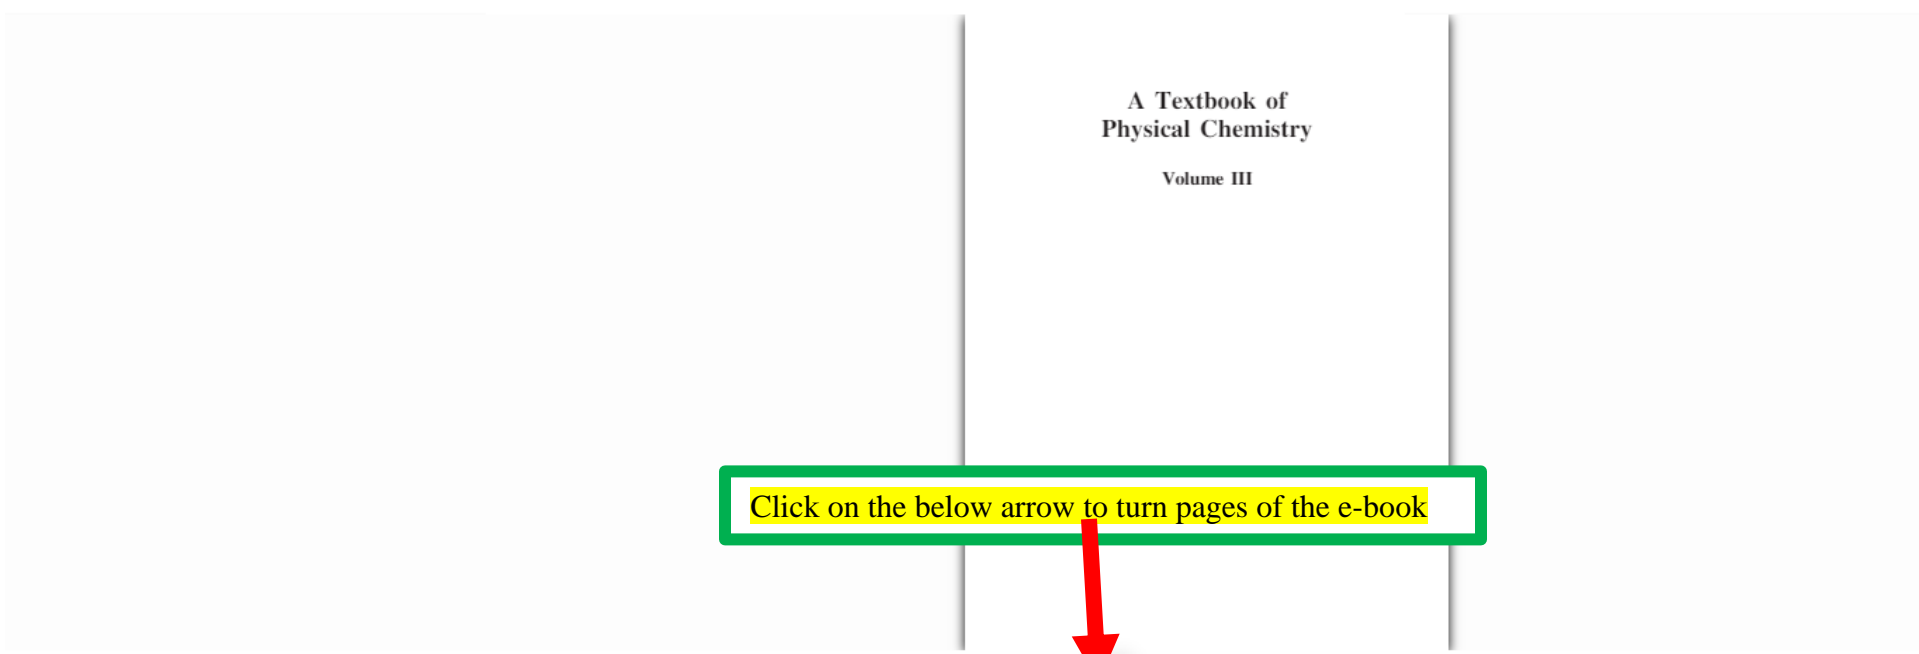 A Textbook of
Physical Chemistry
Volume III
Click on the below arrow to turn pages of the e-book